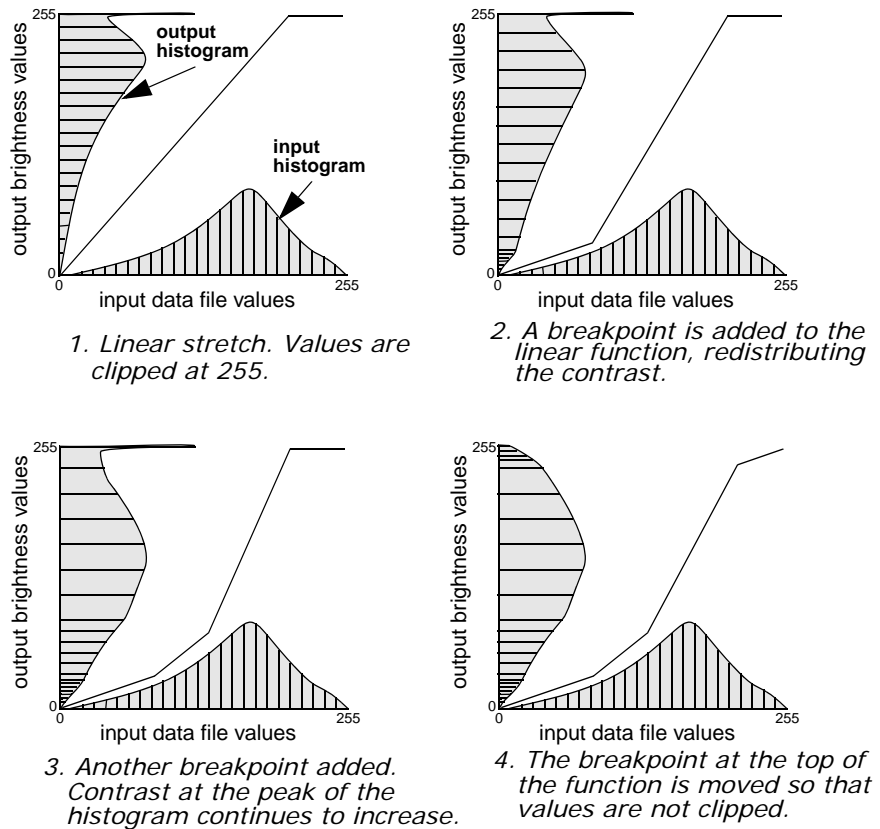 255
output brightness values
output
histogram
input
histogram
0
0
255
input data file values
1. Linear stretch. Values are
clipped at 255.
255
output brightness values
0
0
255
input data file values
2. A breakpoint is added to the
linear function, redistributing
the contrast.
255
output brightness values
0
0
255
input data file values
3. Another breakpoint added.
Contrast at the peak of the
histogram continues to increase.
255
output brightness values
0
0
255
input data file values
4. The breakpoint at the top of
the function is moved so that
values are not clipped.